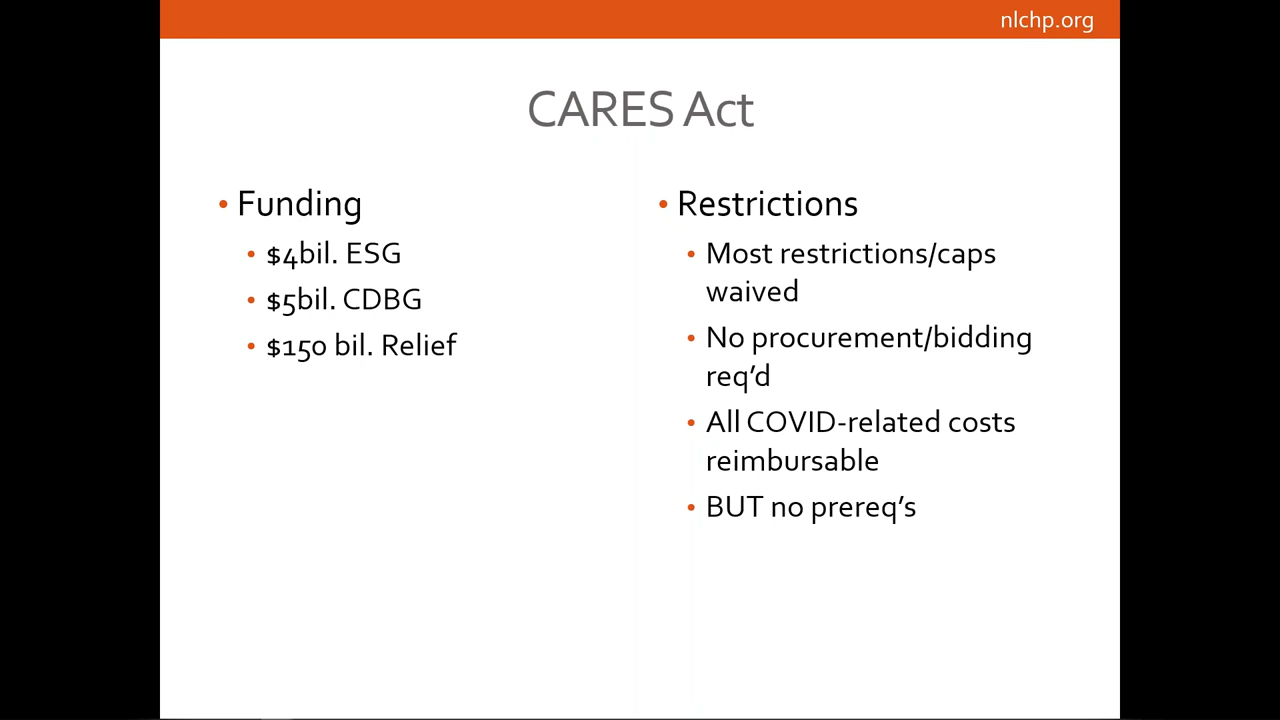 nlchp.org
CARES Act
• Funding
• $4bil. ESG
• $5bil. CDBG
• $150 bil. Relief
• Restrictions
• Most restrictions/caps
waived
• No procurement/bidding
req’d
• All COVID-related costs
reimbursable
• BUT no prereq’s